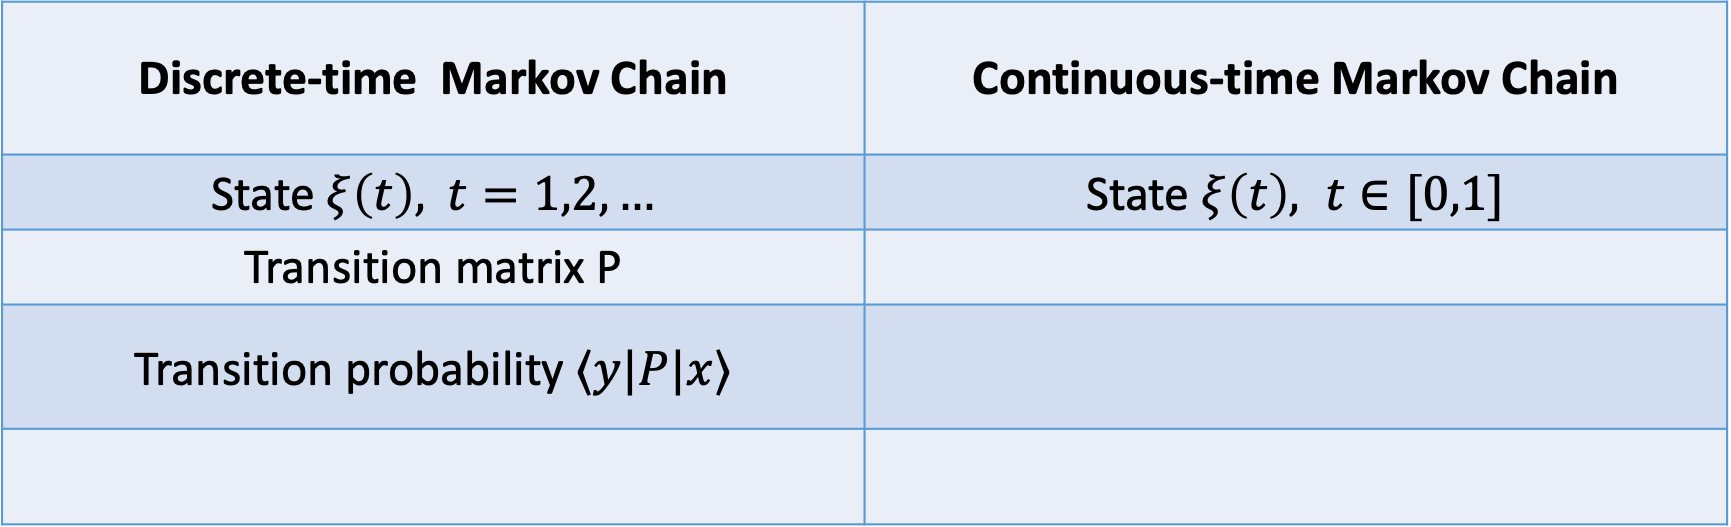 Discrete-time Markov Chain
Continuous-time Markov Chain
State ξ(t), t = 1,2, …
State ξ(t), t ∈ [0,1]
Transition matrix P
Transition probability ⟨y|P|x⟩